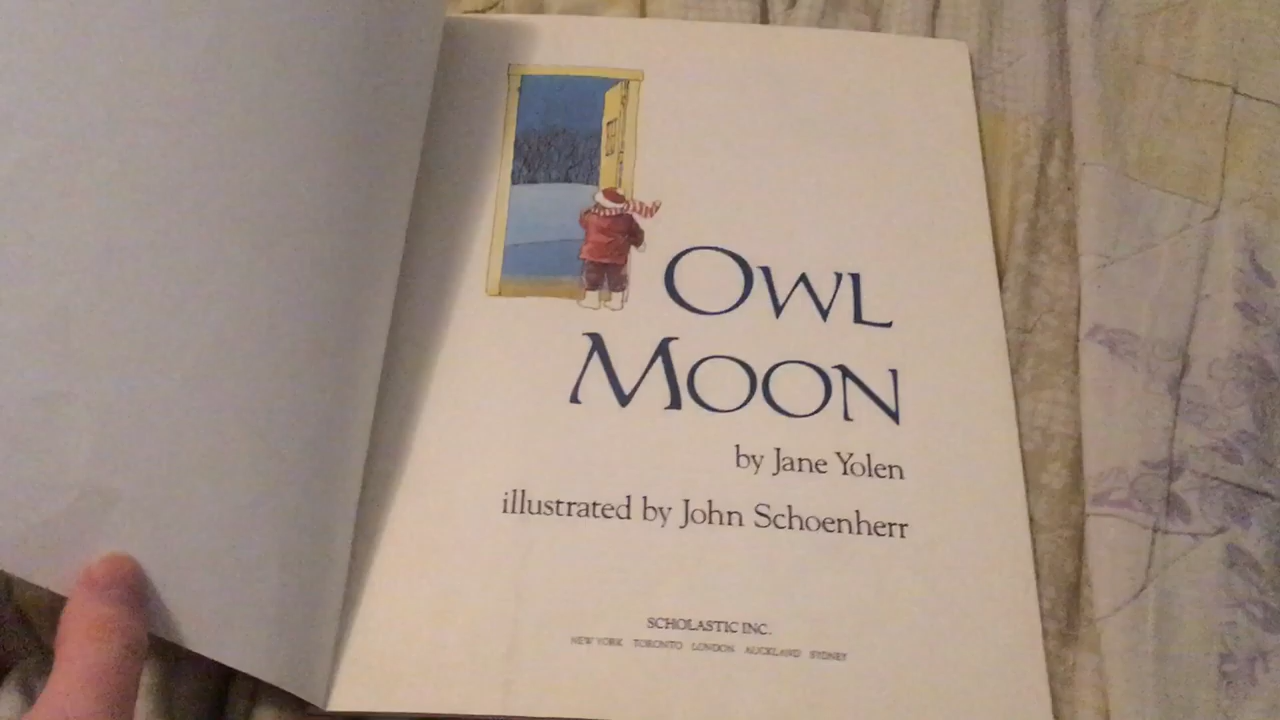 OWL
MOON
by Jane Yolen
illustrated by John Schoenherr
SCHOLASTIC INC.
NEW YORK TORONTO LONDON AUCKLAND SYDNEY